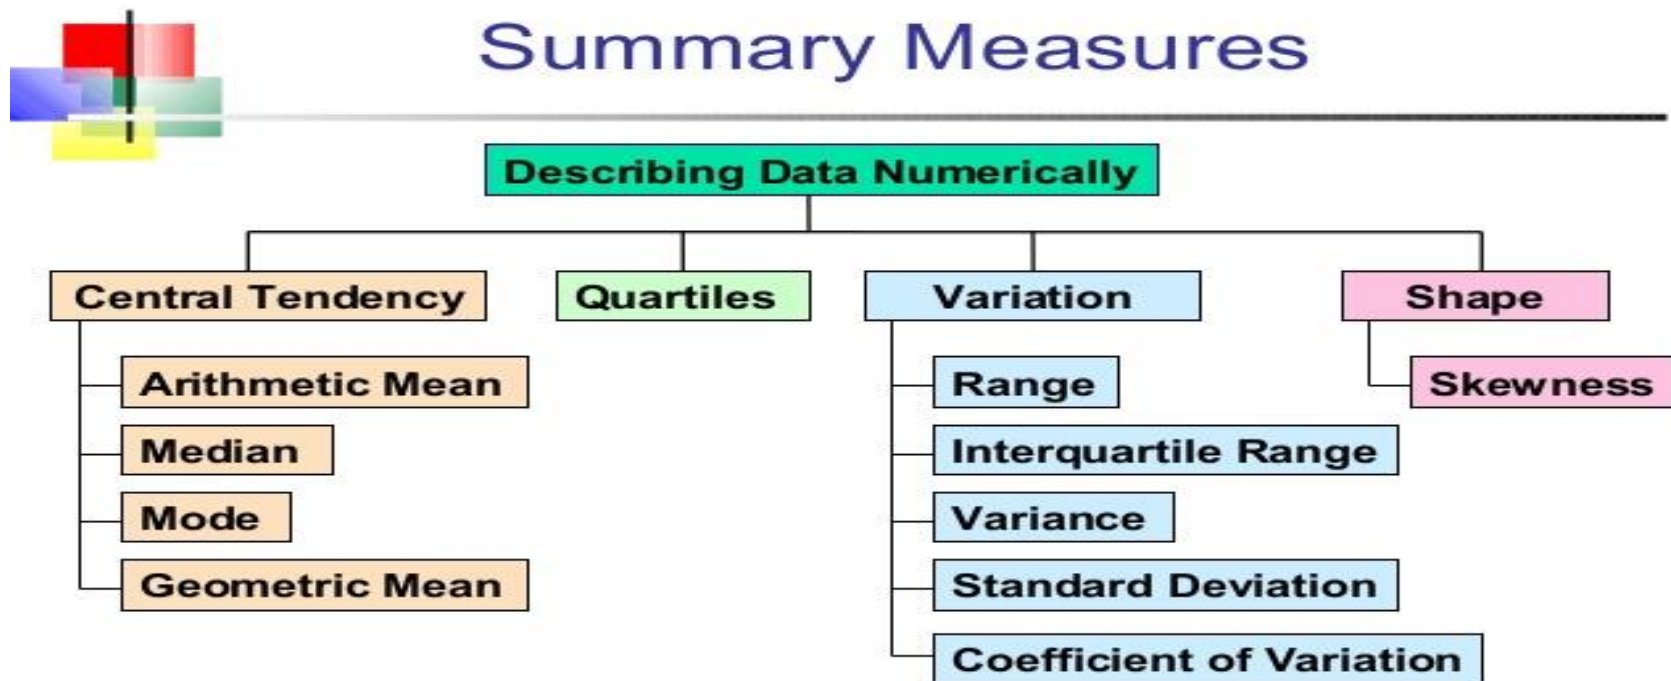 Summary Measures
Describing Data Numerically
Central Tendency
Arithmetic Mean
Median
Mode
Geometric Mean
Quartiles
Variation
Range
Interquartile Range
Variance
Standard Deviation
Coefficient of Variation
Shape
Skewness